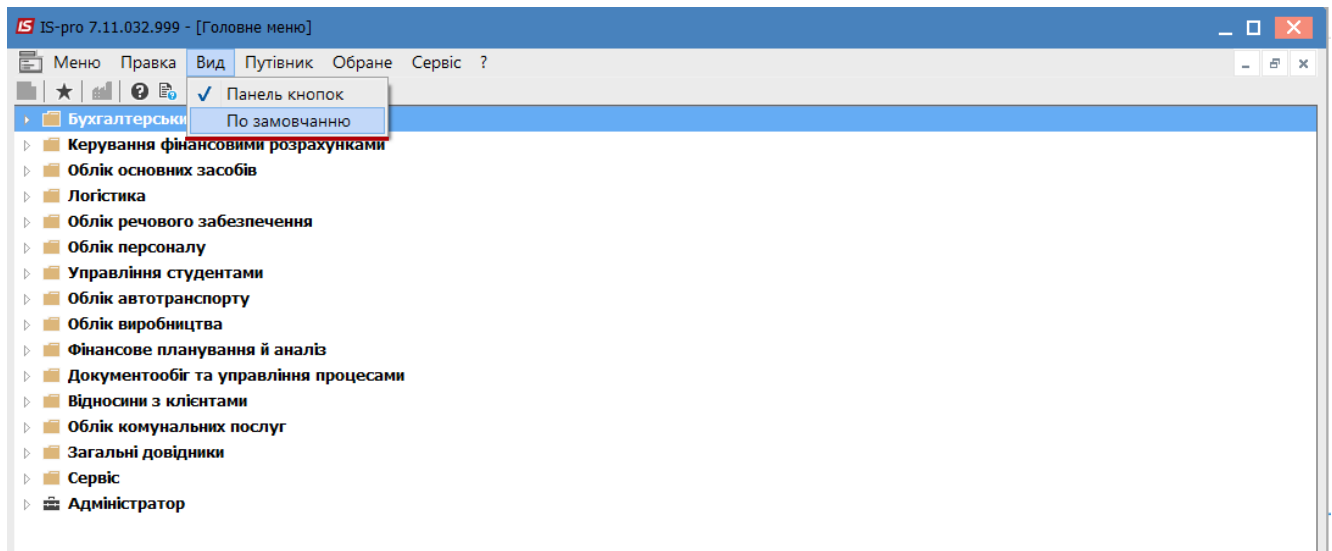 IS IS-pro 7.11.032.999 - [Головне меню]
Меню Правка Вид Путівник Обране Сервіс ?
Панель кнопок
По замовчанню
Бухгалтерськи
Керування фінансовими розрахунками
Облік основних засобів
Логістика
Облік речового забезпечення
Облік персоналу
Управління студентами
Облік автотранспорту
Облік виробництва
Фінансове планування й аналіз
Документообіг та управління процесами
Відносини з клієнтами
Облік комунальних послуг
Загальні довідники
Сервіс
Адміністратор